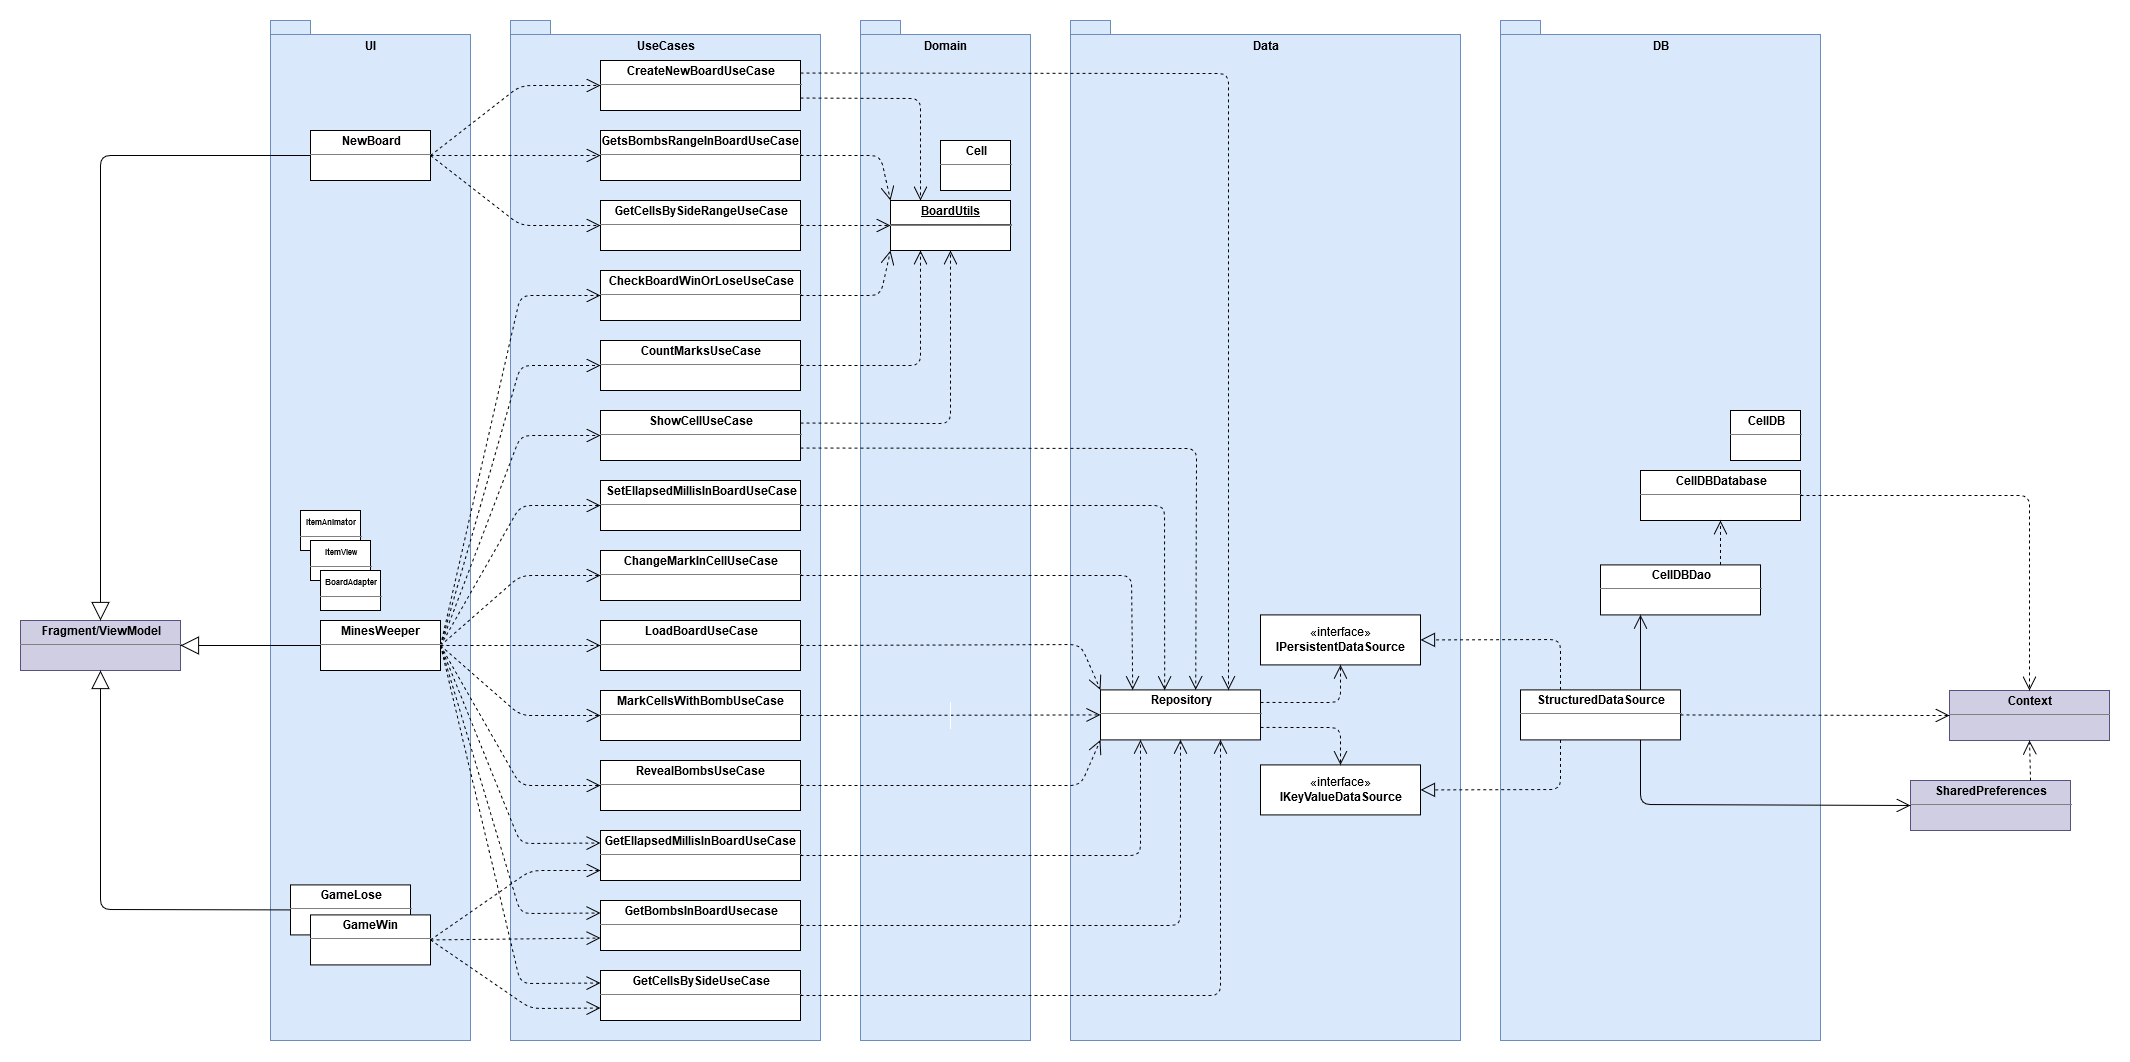 UI
UseCases
Domain
Data
DB
CreateNewBoardUseCase
NewBoard
GetsBombsRangeInBoardUseCase
Cell
GetCellsBySideRangeUseCase
BoardUtils
CheckBoardWinOrLoseUseCase
CountMarksUseCase
ShowCellUseCase
CellDB
SetEllapsedMillisInBoardUseCase
CellDBDatabase
ItemAnimator
ItemView
BoardAdapter
ChangeMarkInCellUseCase
CellDBDao
Fragment/ViewModel
MinesWeeper
LoadBoardUseCase
«interface»
IPersistentDataSource
MarkCellsWithBombUseCase
Repository
StructuredDataSource
Context
RevealBombsUseCase
«interface»
IKeyValueDataSource
SharedPreferences
GetEllapsedMillisInBoardUseCase
GameLose
GameWin
GetBombsInBoardUsecase
GetCellsBySideUseCase